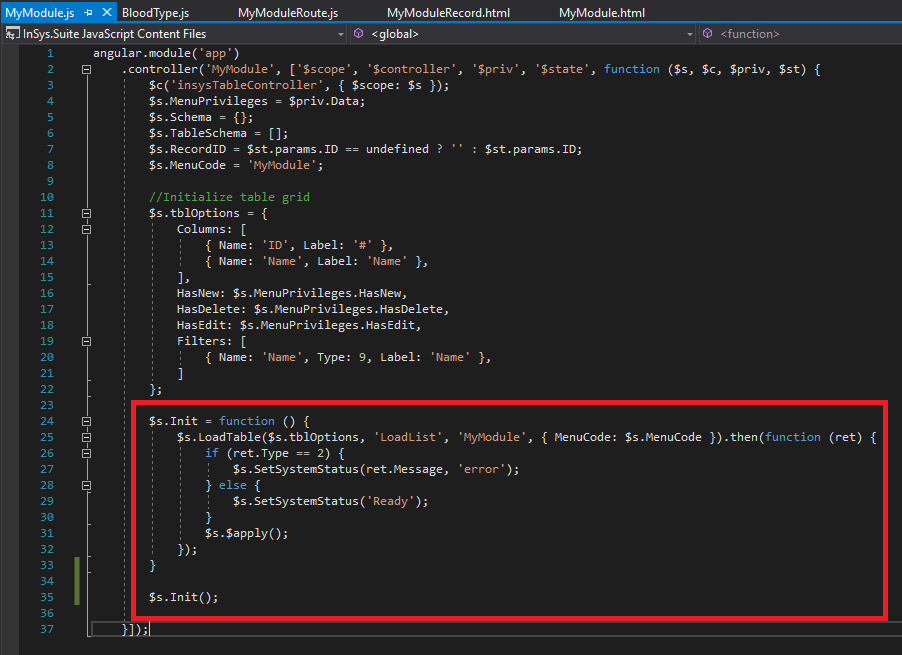 MyModule.js BloodType.js MyModuleRoute.js MyModuleRecord.html MyModule.html
InSys.Suite JavaScript Content Files <global> <function>
1 angular.module('app')
2 .controller('MyModule', ['$scope', '$controller', '$priv', '$state', function ($s, $c, $priv, $st) {
3 $c('insysTableController', { $scope: $s });
4 $s.MenuPrivileges = $priv.Data;
5 $s.Schema = {};
6 $s.TableSchema = [];
7 $s.RecordID = $st.params.ID == undefined ? '' : $st.params.ID;
8 $s.MenuCode = 'MyModule';
9
10 //Initialize table grid
11 $s.tblOptions = {
12 Columns: [
13 { Name: 'ID', Label: '#' },
14 { Name: 'Name', Label: 'Name' },
15 ],
16 HasNew: $s.MenuPrivileges.HasNew,
17 HasDelete: $s.MenuPrivileges.HasDelete,
18 HasEdit: $s.MenuPrivileges.HasEdit,
19 Filters: [
20 { Name: 'Name', Type: 9, Label: 'Name' },
21 ]
22 };
23
24 $s.Init = function () {
25 $s.LoadTable($s.tblOptions, 'LoadList', 'MyModule', { MenuCode: $s.MenuCode }).then(function (ret) {
26 if (ret.Type == 2) {
27 $s.SetSystemStatus(ret.Message, 'error');
28 } else {
29 $s.SetSystemStatus('Ready');
30 }
31 $s.$apply();
32 });
33 }
34
35 $s.Init();
36
37 }]);